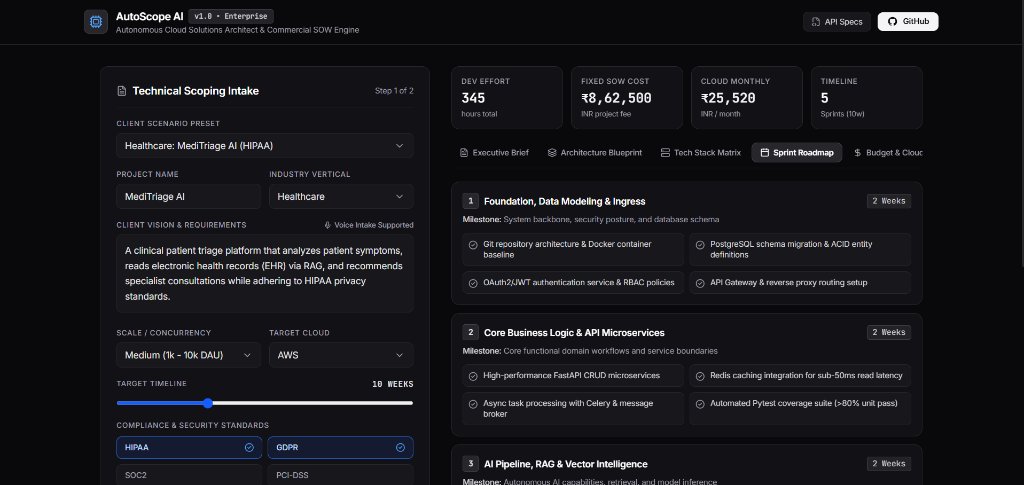 AutoScope AI
v1.0 • Enterprise
Autonomous Cloud Solutions Architect & Commercial SOW Engine
API Specs
GitHub
Technical Scoping Intake
Step 1 of 2
CLIENT SCENARIO PRESET
Healthcare: MediTriage AI (HIPAA)
PROJECT NAME
INDUSTRY VERTICAL
MediTriage AI
Healthcare
CLIENT VISION & REQUIREMENTS
Voice Intake Supported
A clinical patient triage platform that analyzes patient symptoms,
reads electronic health records (EHR) via RAG, and recommends
specialist consultations while adhering to HIPAA privacy
standards.
SCALE / CONCURRENCY
TARGET CLOUD
Medium (1k - 10k DAU)
AWS
TARGET TIMELINE
10 WEEKS
COMPLIANCE & SECURITY STANDARDS
HIPAA
GDPR
SOC2
PCI-DSS
DEV EFFORT
345
hours total
FIXED SOW COST
₹8,62,500
INR project fee
CLOUD MONTHLY
₹25,520
INR / month
TIMELINE
5
Sprints (10w)
Executive Brief
Architecture Blueprint
Tech Stack Matrix
Sprint Roadmap
Budget & Cloud
1 Foundation, Data Modeling & Ingress
2 Weeks
Milestone: System backbone, security posture, and database schema
Git repository architecture & Docker container
baseline
PostgreSQL schema migration & ACID entity
definitions
OAuth2/JWT authentication service & RBAC policies
API Gateway & reverse proxy routing setup
2 Core Business Logic & API Microservices
2 Weeks
Milestone: Core functional domain workflows and service boundaries
High-performance FastAPI CRUD microservices
Redis caching integration for sub-50ms read latency
Async task processing with Celery & message
broker
Automated Pytest coverage suite (>80% unit pass)
3 AI Pipeline, RAG & Vector Intelligence
2 Weeks
Milestone: Autonomous AI capabilities, retrieval, and model inference